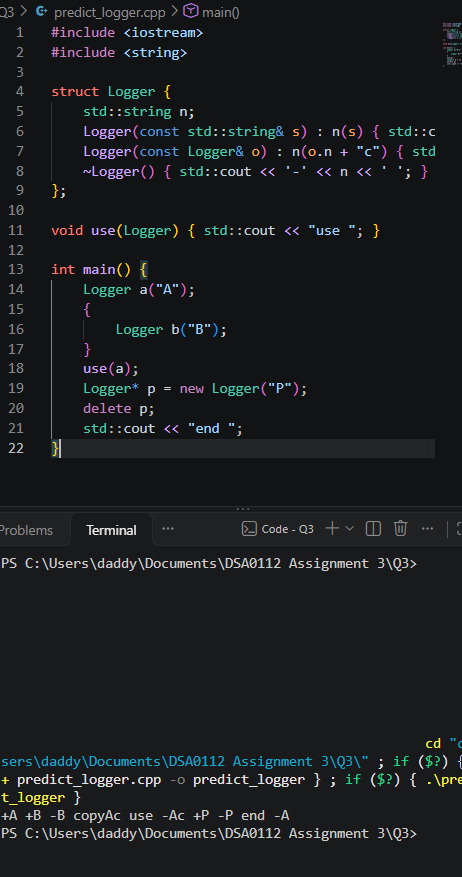 Q3 > predict_logger.cpp > main()
1 #include <iostream>
2 #include <string>
3
4 struct Logger {
5 std::string n;
6 Logger(const std::string& s) : n(s) { std::c
7 Logger(const Logger& o) : n(o.n + "c") { std
8 ~Logger() { std::cout << '-' << n << ' '; }
9 };
10
11 void use(Logger) { std::cout << "use "; }
12
13 int main() {
14 Logger a("A");
15 {
16 Logger b("B");
17 }
18 use(a);
19 Logger* p = new Logger("P");
20 delete p;
21 std::cout << "end ";
22 }
Problems Terminal ... Code - Q3
PS C:\Users\daddy\Documents\DSA0112 Assignment 3\Q3>
cd "c
sers\daddy\Documents\DSA0112 Assignment 3\Q3\" ; if ($?) {
+ predict_logger.cpp -o predict_logger } ; if ($?) { .\pre
t_logger }
+A +B -B copyAc use -Ac +P -P end -A
PS C:\Users\daddy\Documents\DSA0112 Assignment 3\Q3>